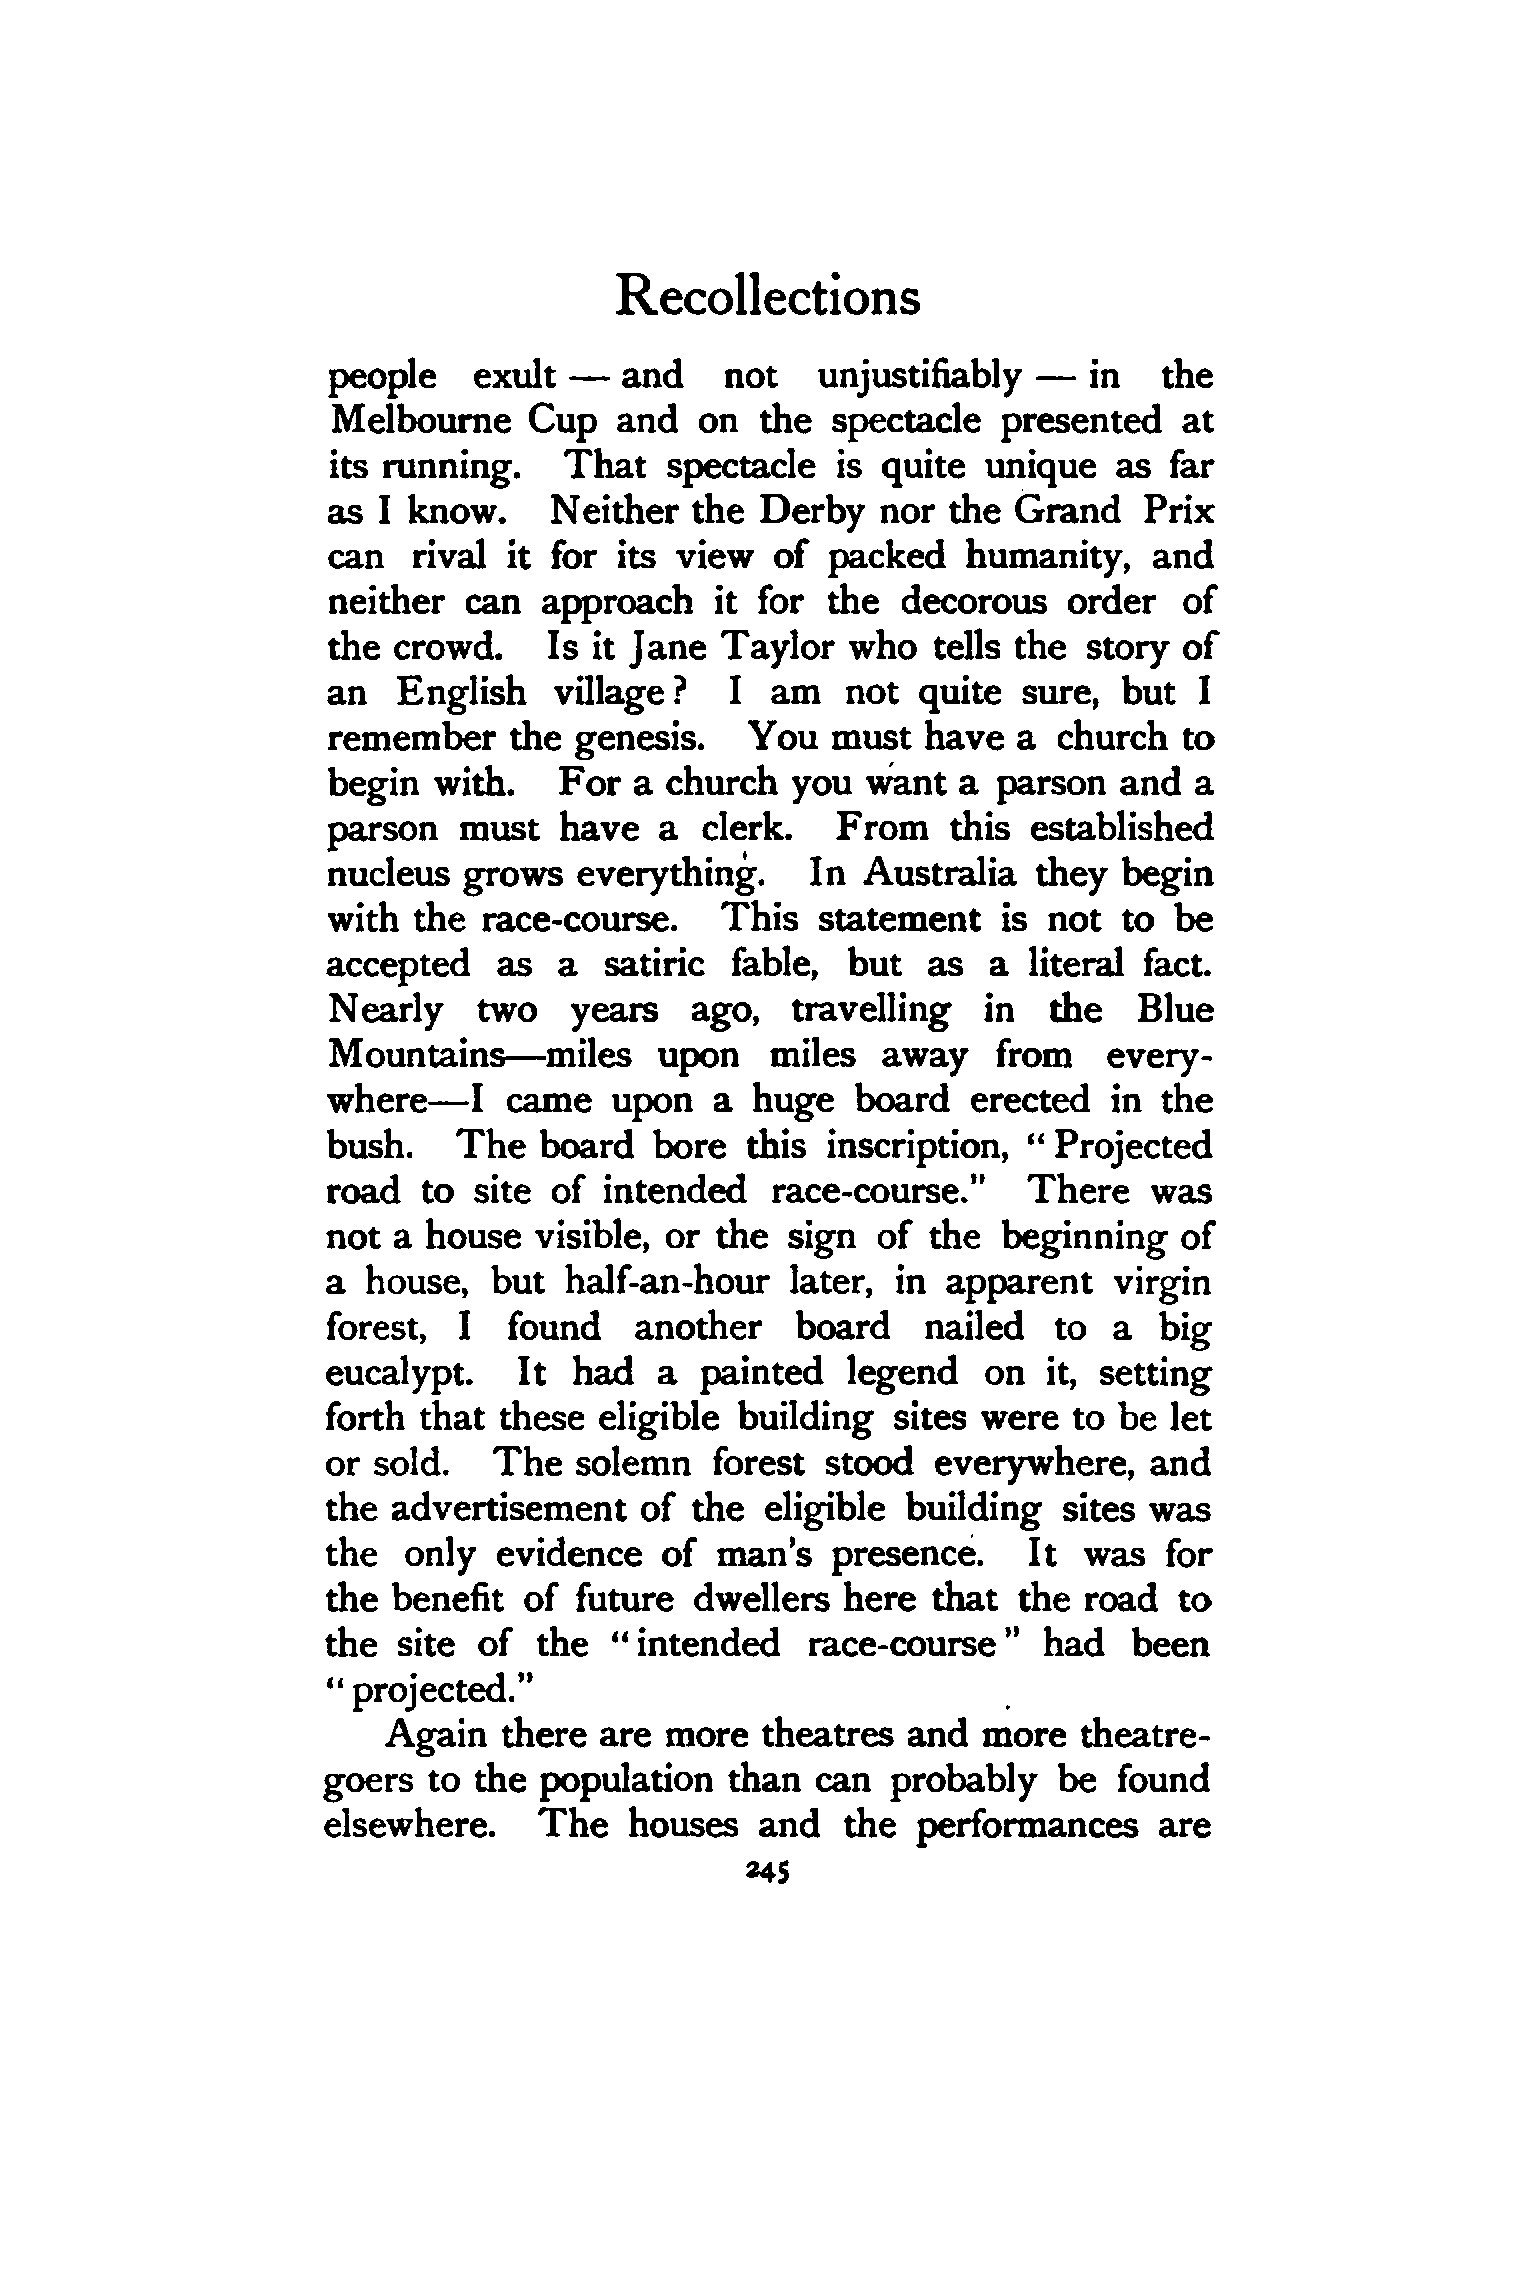 Recollections
people exult — and not unjustifiably — in the
Melbourne Cup and on the spectacle presented at
its running. That spectacle is quite unique as far
as I know. Neither the Derby nor the Grand Prix
can rival it for its view of packed humanity, and
neither can approach it for the decorous order of
the crowd. Is it Jane Taylor who tells the story of
an English village? I am not quite sure, but I
remember the genesis. You must have a church to
begin with. For a church you want a parson and a
parson must have a clerk. From this established
nucleus grows everything. In Australia they begin
with the race-course. This statement is not to be
accepted as a satiric fable, but as a literal fact.
Nearly two years ago, travelling in the Blue
Mountains—miles upon miles away from every-
where—I came upon a huge board erected in the
bush. The board bore this inscription, “Projected
road to site of intended race-course.” There was
not a house visible, or the sign of the beginning of
a house, but half-an-hour later, in apparent virgin
forest, I found another board nailed to a big
eucalypt. It had a painted legend on it, setting
forth that these eligible building sites were to be let
or sold. The solemn forest stood everywhere, and
the advertisement of the eligible building sites was
the only evidence of man's presence. It was for
the benefit of future dwellers here that the road to
the site of the “intended race-course” had been
“projected.”
Again there are more theatres and more theatre-
goers to the population than can probably be found
elsewhere. The houses and the performances are
245